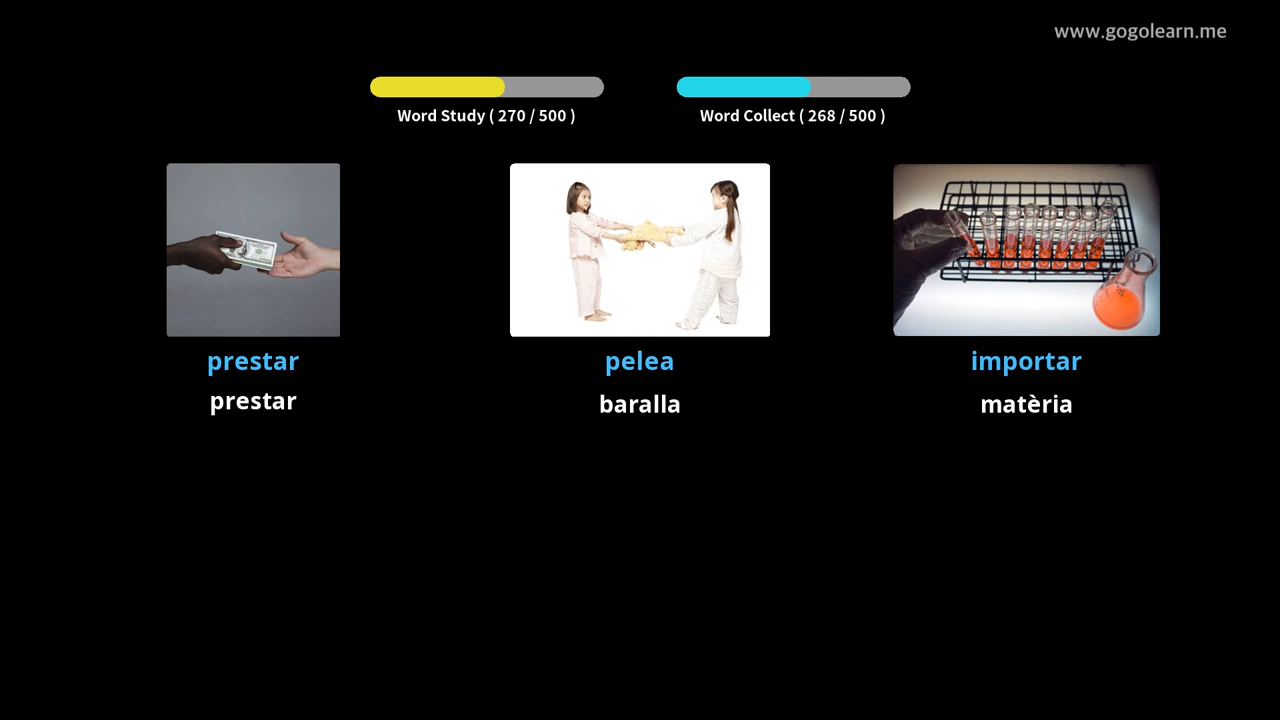 www.gogolearn.me
Word Study ( 270 / 500 )
Word Collect ( 268 / 500 )
prestar
pelea
importar
prestar
baralla
matèria